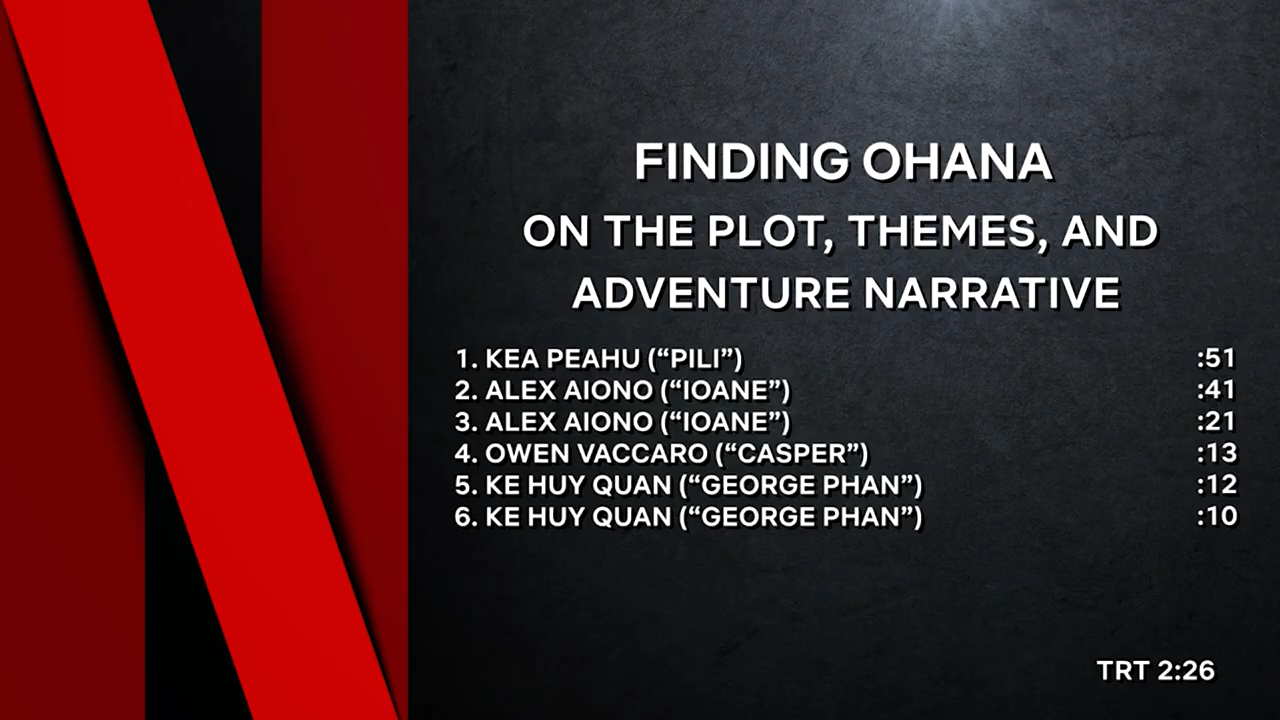 FINDING OHANA
ON THE PLOT, THEMES, AND
ADVENTURE NARRATIVE
1. KEA PEAHU (“PILI”) :51
2. ALEX AIONO (“IOANE”) :41
3. ALEX AIONO (“IOANE”) :21
4. OWEN VACCARO (“CASPER”) :13
5. KE HUY QUAN (“GEORGE PHAN”) :12
6. KE HUY QUAN (“GEORGE PHAN”) :10
TRT 2:26